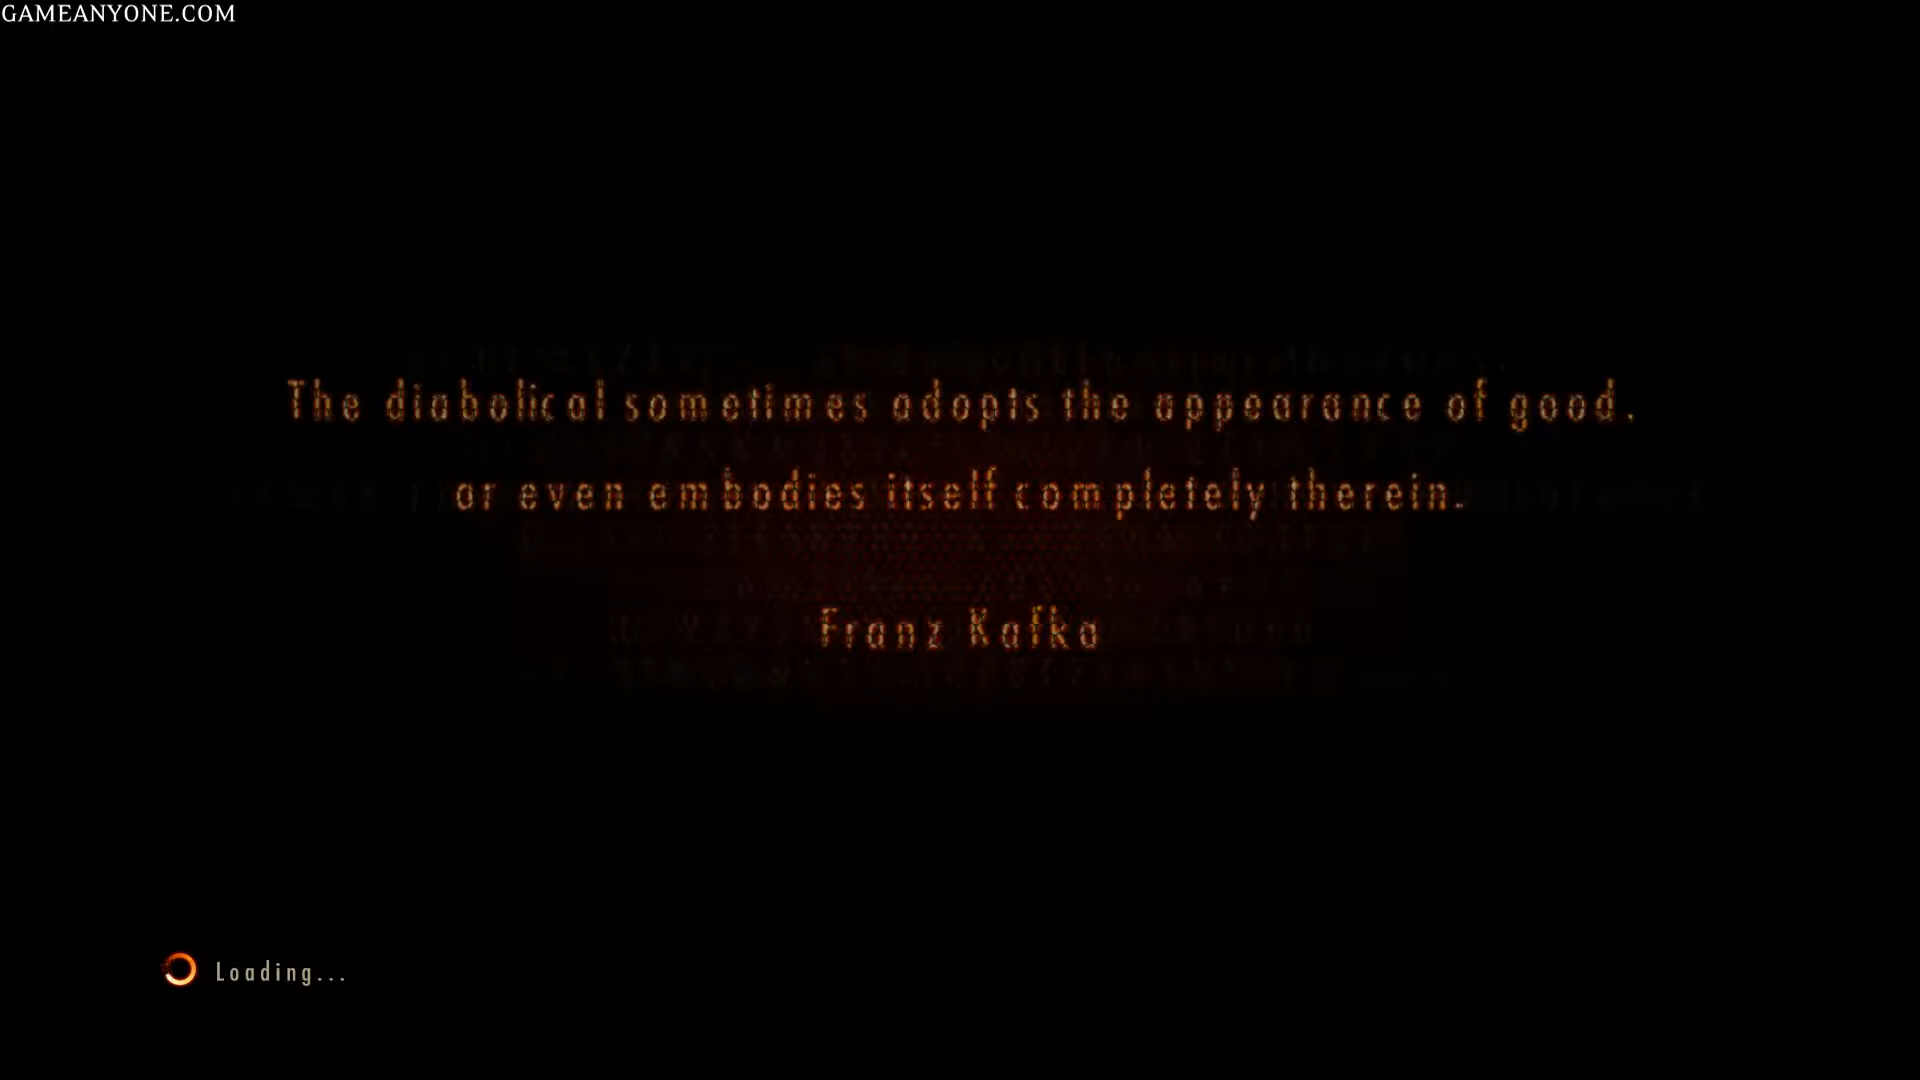 GAMEANYONE.COM
The diabolical sometimes adopts the appearance of good,
or even embodies itself completely therein.
Franz Kafka
Loading...